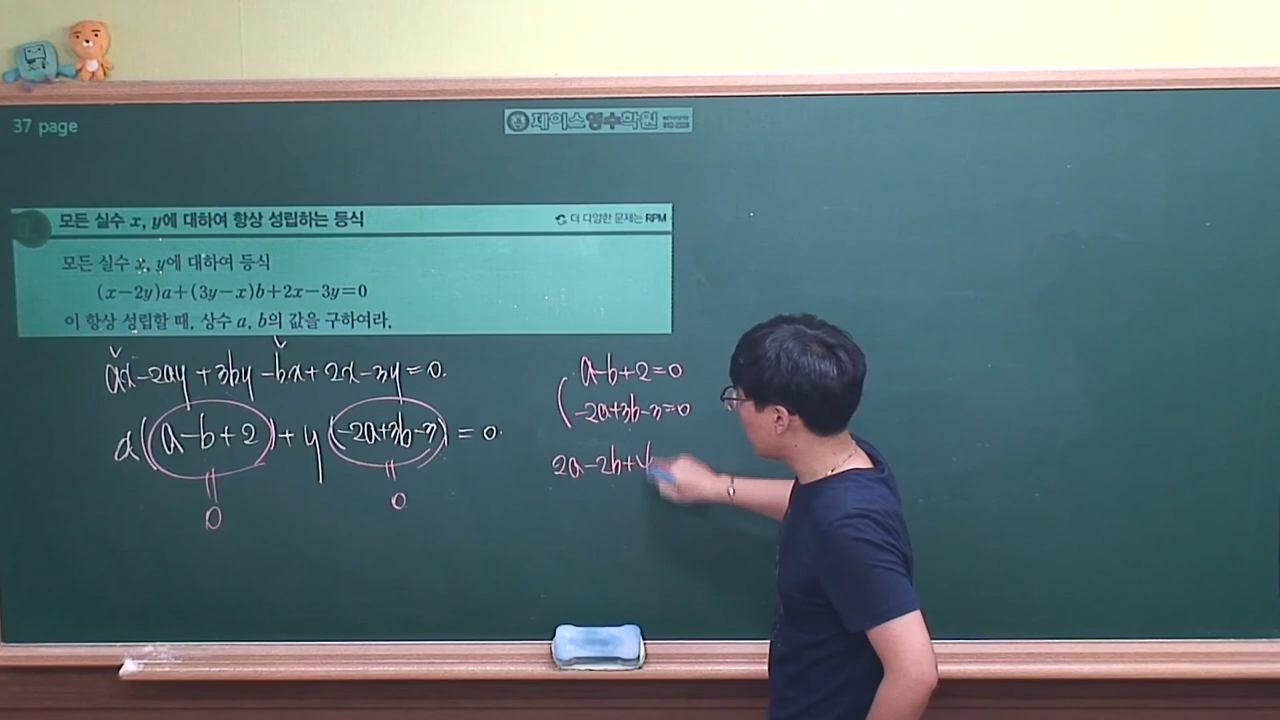 37 page
제이스영수학원
모든 실수 x, y에 대하여 항상 성립하는 등식
더 다양한 문제는 RPM
모든 실수 x, y에 대하여 등식
(x-2y)a+(3y-x)b+2x-3y=0
이 항상 성립할 때, 상수 a, b의 값을 구하여라.
ax-2ay+3by-bx+2x-3y=0.
x(a-b+2)+y(-2a+3b-3)=0.
0
0
a-b+2=0
-2a+3b-3=0
2a-2b+4